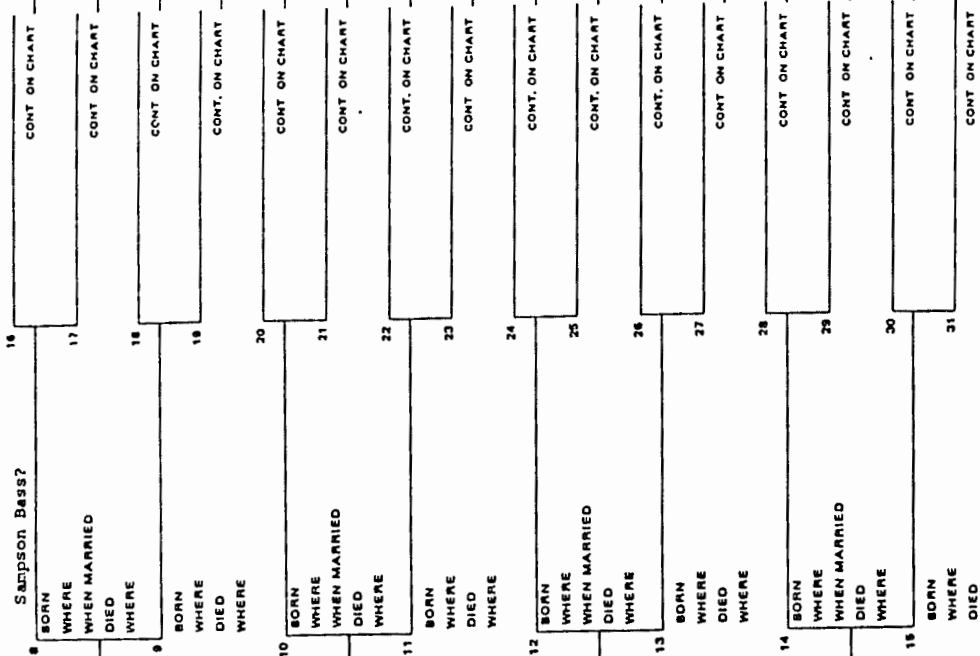 16
Sampson Bass?
CONT ON CHART
8
BORN
WHERE
17
WHEN MARRIED
CONT ON CHART
DIED
WHERE
18
CONT ON CHART
9
BORN
WHERE
19
DIED
CONT. ON CHART
WHERE
20
CONT ON CHART
10
BORN
WHERE
21
WHEN MARRIED
CONT ON CHART
DIED
WHERE
22
CONT. ON CHART
11
BORN
WHERE
23
DIED
CONT ON CHART
WHERE
24
CONT. ON CHART
12
BORN
WHERE
25
WHEN MARRIED
CONT. ON CHART
DIED
WHERE
26
CONT. ON CHART
13
BORN
WHERE
27
DIED
CONT ON CHART
WHERE
28
CONT ON CHART
14
BORN
WHERE
29
WHEN MARRIED
CONT ON CHART
DIED
WHERE
30
CONT ON CHART
15
BORN
WHERE
31
DIED
CONT ON CHART